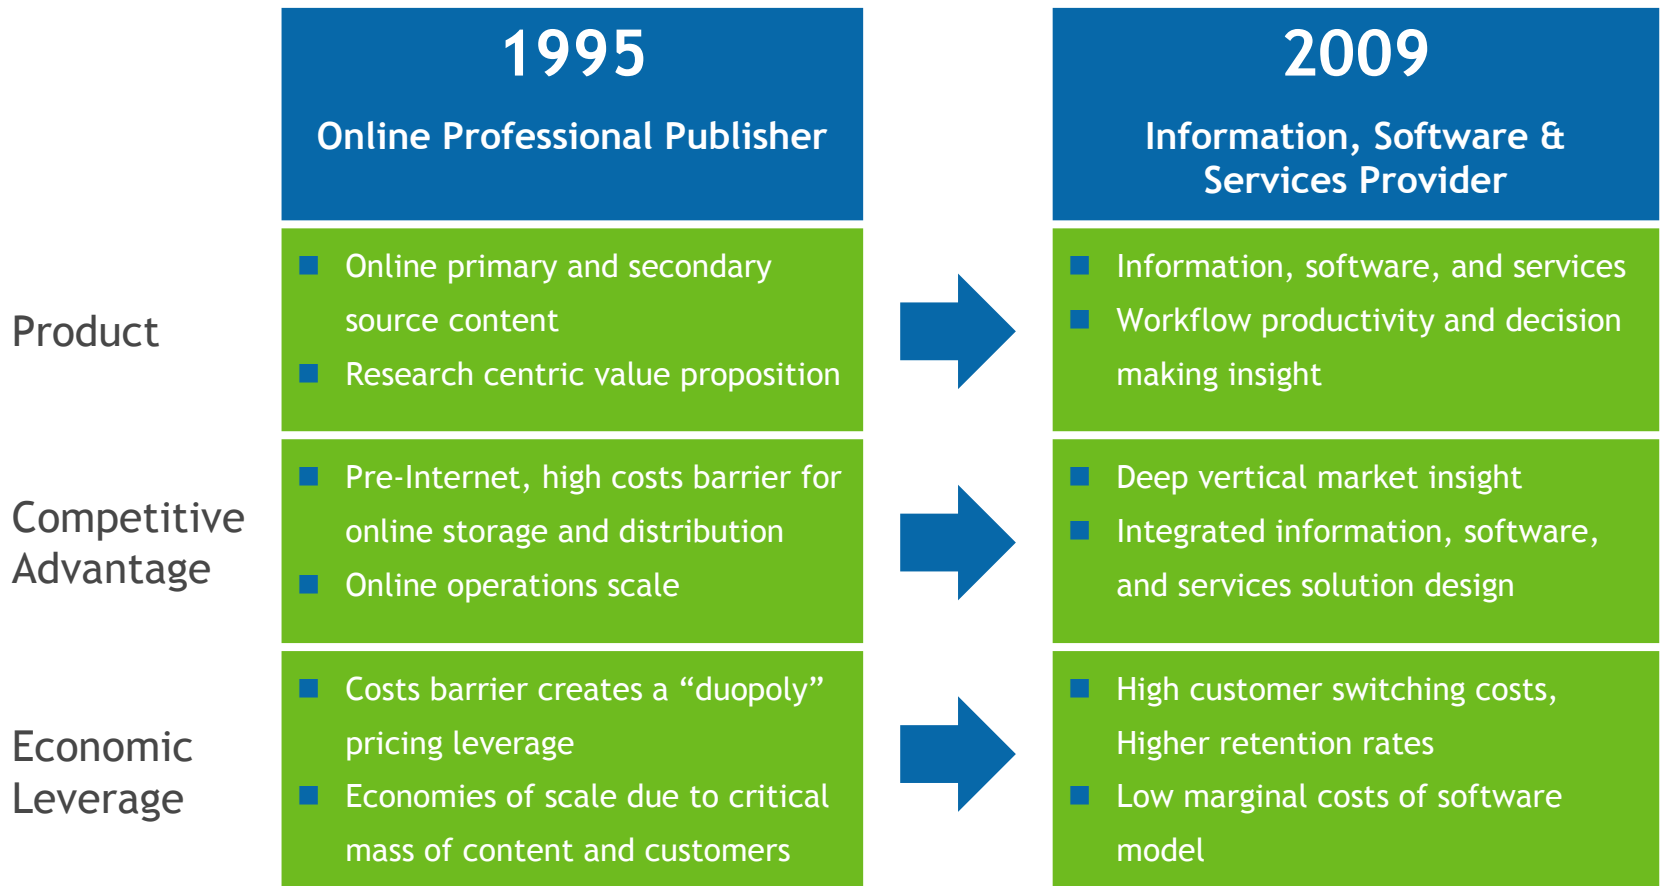 1995
Online Professional Publisher
2009
Information, Software &
Services Provider
Product
Online primary and secondary
source content
Research centric value proposition
Information, software, and services
Workflow productivity and decision
making insight
Competitive
Advantage
Pre-Internet, high costs barrier for
online storage and distribution
Online operations scale
Deep vertical market insight
Integrated information, software,
and services solution design
Economic
Leverage
Costs barrier creates a “duopoly”
pricing leverage
Economies of scale due to critical
mass of content and customers
High customer switching costs,
Higher retention rates
Low marginal costs of software
model